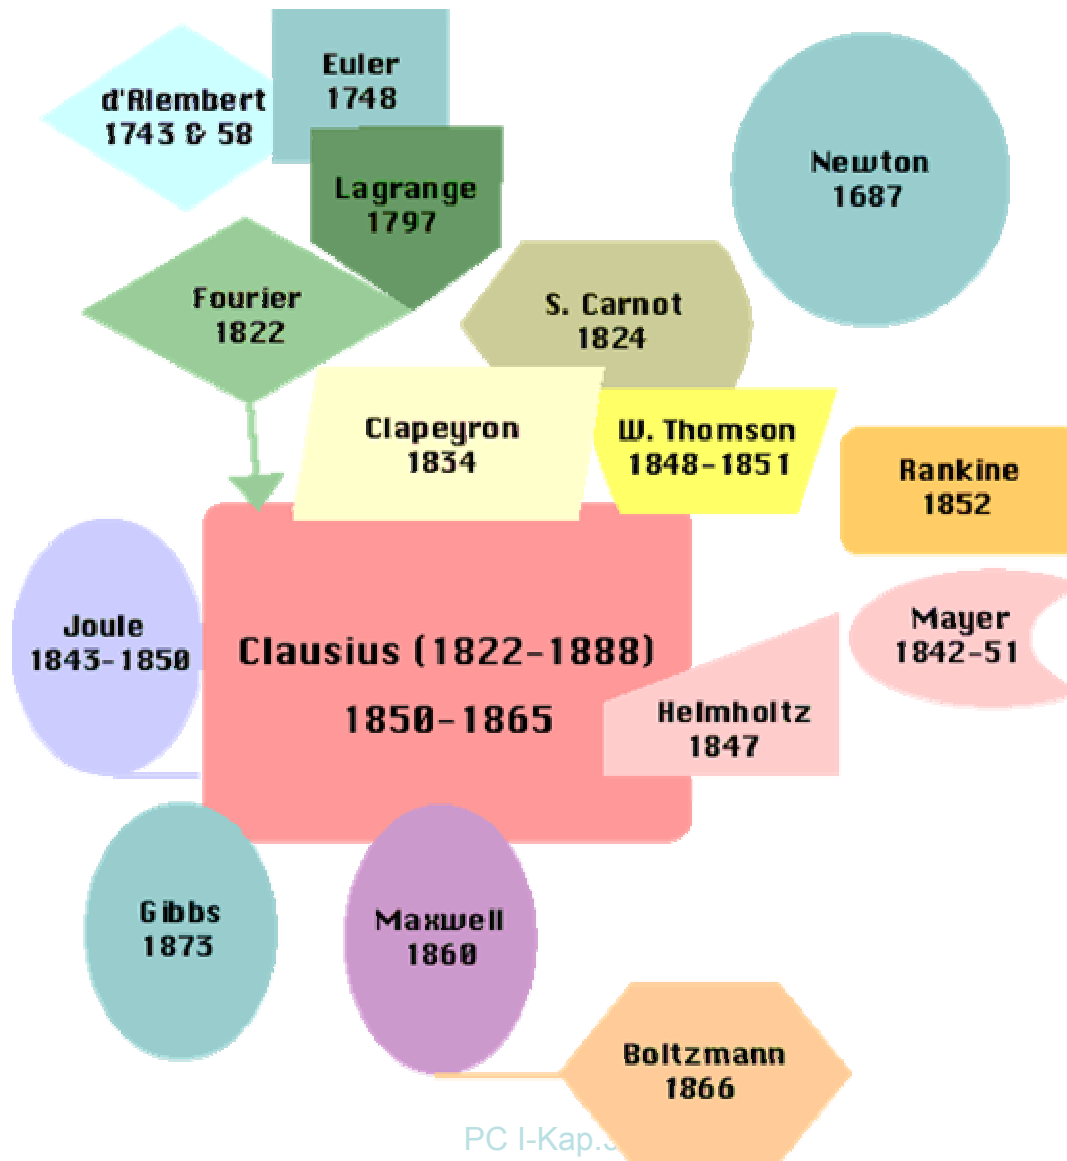 Euler
1748
d'Alembert
1743 & 58
Newton
1687
Lagrange
1797
Fourier
1822
S. Carnot
1824
Clapeyron
1834
W. Thomson
1848-1851
Rankine
1852
Joule
1843-1850
Clausius (1822-1888)
1850-1865
Mayer
1842-51
Helmholtz
1847
Gibbs
1873
Maxwell
1860
Boltzmann
1866
PC I-Kap.